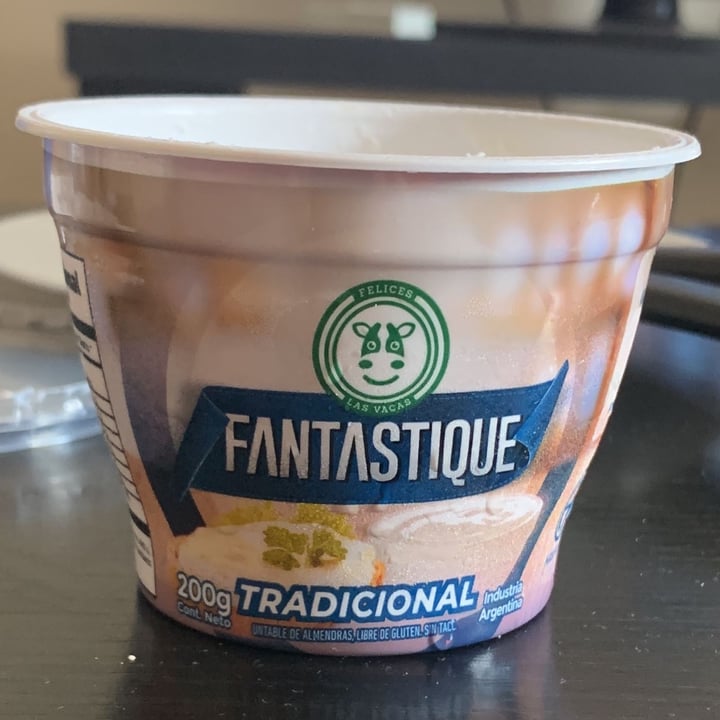 FELICES
LAS VACAS
FANTASTIQUE
200g
Cont. Neto
TRADICIONAL
Industria
Argentina
UNTABLE DE ALMENDRAS, LIBRE DE GLUTEN. SIN TACC.